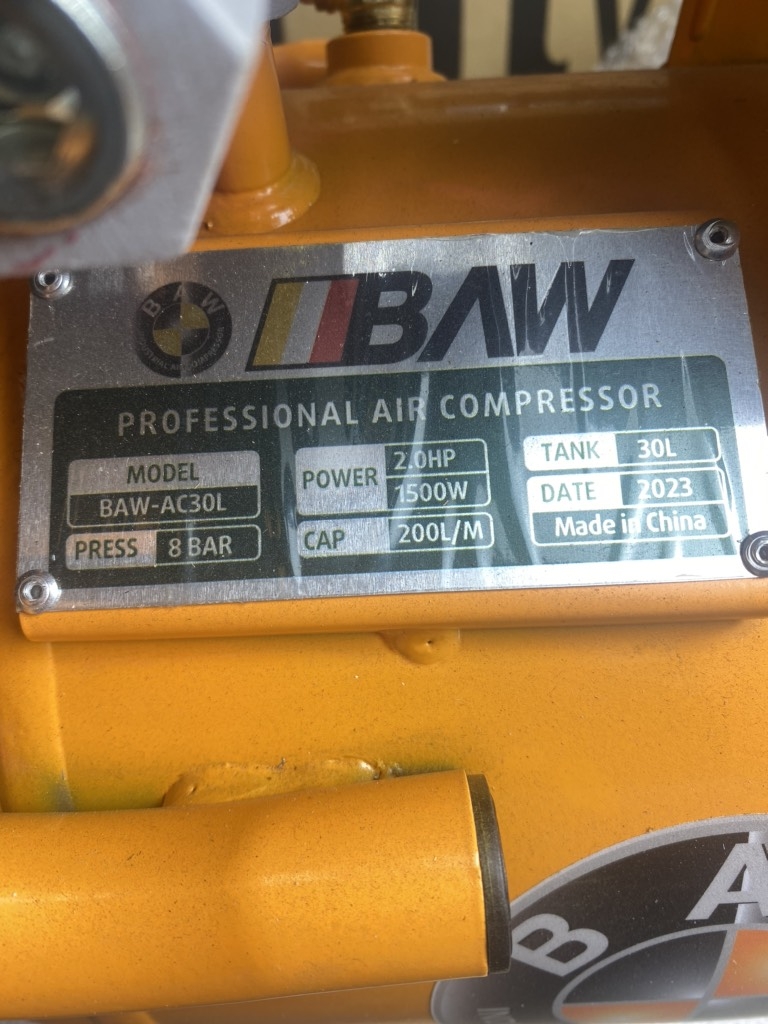 BAW
BAW
PROFESSIONAL AIR COMPRESSOR
MODEL
BAW-AC30L
PRESS 8 BAR
POWER 2.0HP
1500W
CAP 200L/M
TANK 30L
DATE 2023
Made in China
B A